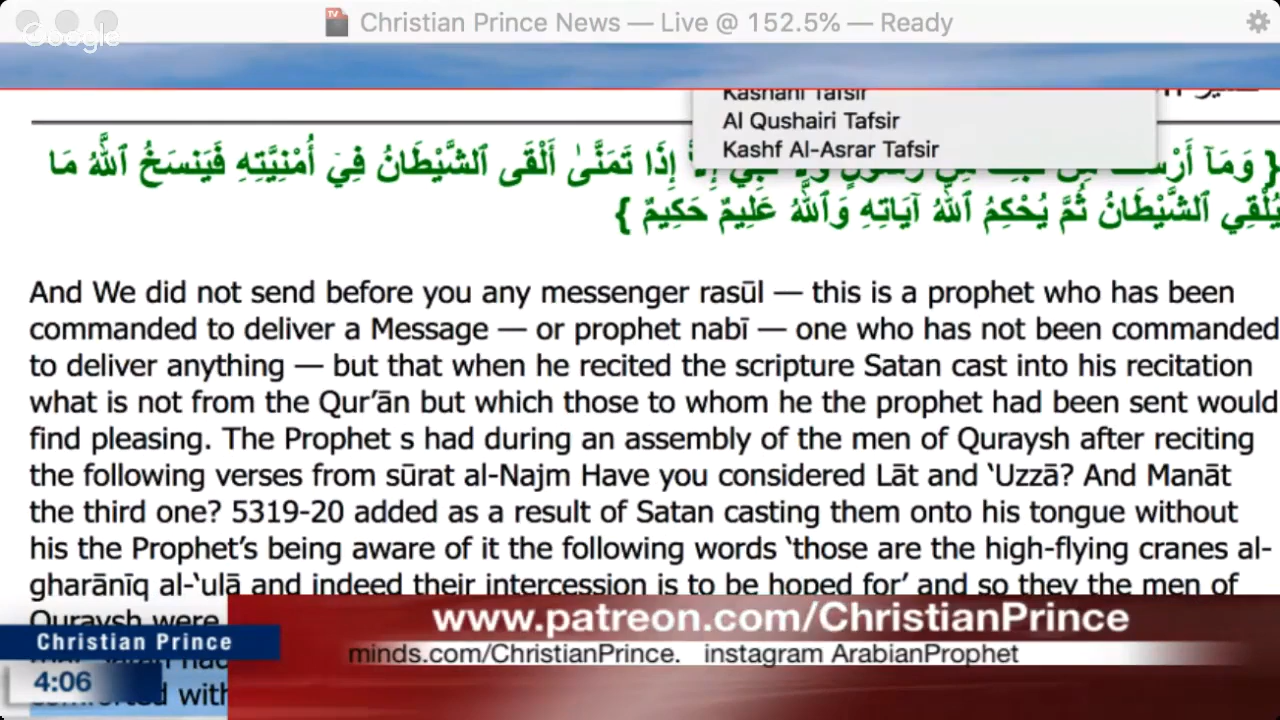 Christian Prince News — Live @ 152.5% — Ready
Google
Kashani Tafsir
Al Qushairi Tafsir
Kashf Al-Asrar Tafsir
إِذَا تَمَنَّىٰ أَلْقَى ٱلشَّيْطَانُ فِيۤ أُمْنِيَّتِهِ فَيَنسَخُ ٱللَّهُ مَا
يُلْقِي ٱلشَّيْطَانُ ثُمَّ يُحْكِمُ ٱللَّهُ آيَاتِهِ وَٱللَّهُ عَلِيمٌ حَكِيمٌ }
And We did not send before you any messenger rasūl — this is a prophet who has been
commanded to deliver a Message — or prophet nabī — one who has not been commanded
to deliver anything — but that when he recited the scripture Satan cast into his recitation
what is not from the Qur’ān but which those to whom he the prophet had been sent would
find pleasing. The Prophet s had during an assembly of the men of Quraysh after reciting
the following verses from sūrat al-Najm Have you considered Lāt and ‘Uzzā? And Manāt
the third one? 5319-20 added as a result of Satan casting them onto his tongue without
his the Prophet’s being aware of it the following words ‘those are the high-flying cranes al-
gharānīq al-‘ulā and indeed their intercession is to be hoped for’ and so they the men of
Quraysh were
www.patreon.com/ChristianPrince
Christian Prince
minds.com/ChristianPrince. instagram ArabianProphet
4:06